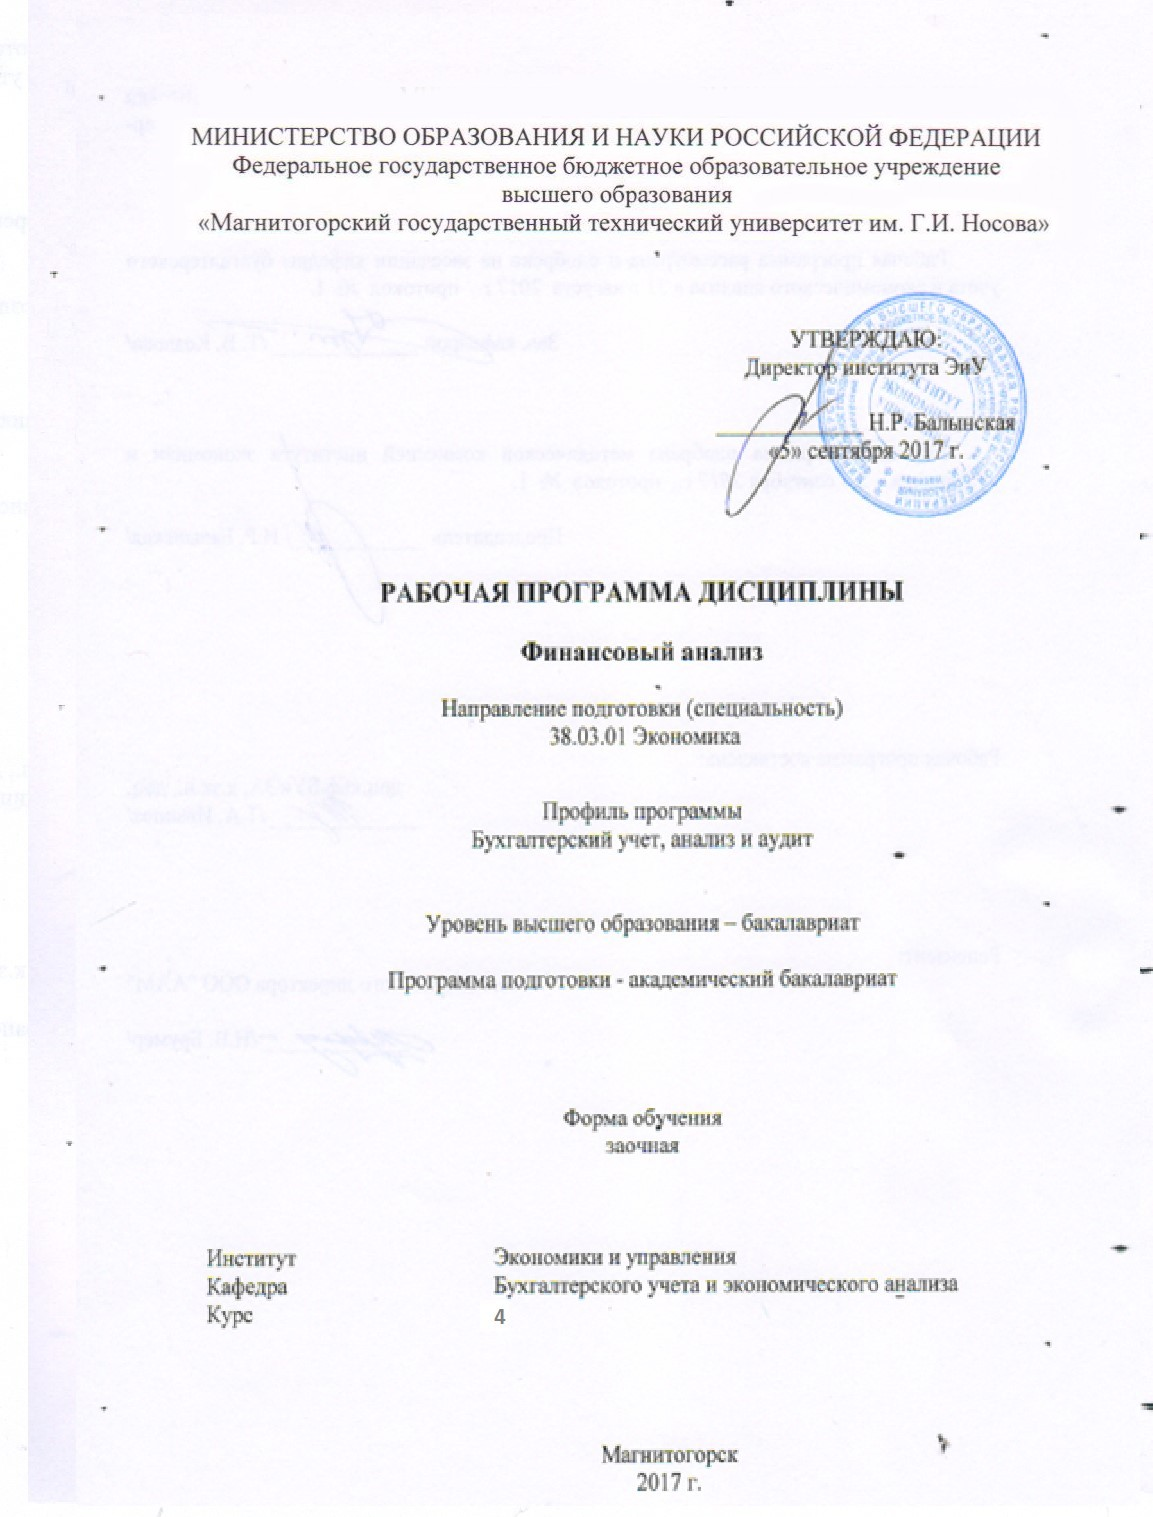 МИНИСТЕРСТВО ОБРАЗОВАНИЯ И НАУКИ РОССИЙСКОЙ ФЕДЕРАЦИИ
Федеральное государственное бюджетное образовательное учреждение
высшего образования
«Магнитогорский государственный технический университет им. Г.И. Носова»
УТВЕРЖДАЮ:
Директор института ЭиУ
Н.Р. Балынская
«5» сентября 2017 г.
РАБОЧАЯ ПРОГРАММА ДИСЦИПЛИНЫ
Финансовый анализ
Направление подготовки (специальность)
38.03.01 Экономика
Профиль программы
Бухгалтерский учет, анализ и аудит
Уровень высшего образования – бакалавриат
Программа подготовки - академический бакалавриат
Форма обучения
заочная
Институт Экономики и управления
Кафедра Бухгалтерского учета и экономического анализа
Курс 4
Магнитогорск
2017 г.